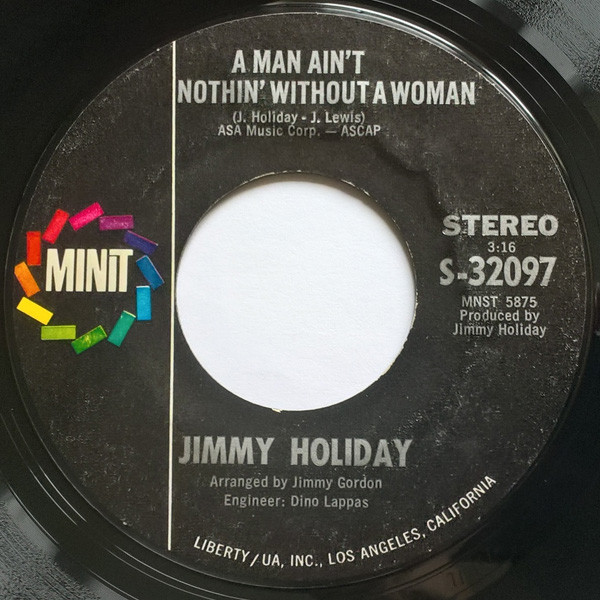 A MAN AIN'T
NOTHIN' WITHOUT A WOMAN
(J. Holiday - J. Lewis)
ASA Music Corp. — ASCAP
MINIT
STEREO
3:16
S-32097
MNST 5875
Produced by
Jimmy Holiday
JIMMY HOLIDAY
Arranged by Jimmy Gordon
Engineer: Dino Lappas
LIBERTY/UA, INC., LOS ANGELES, CALIFORNIA